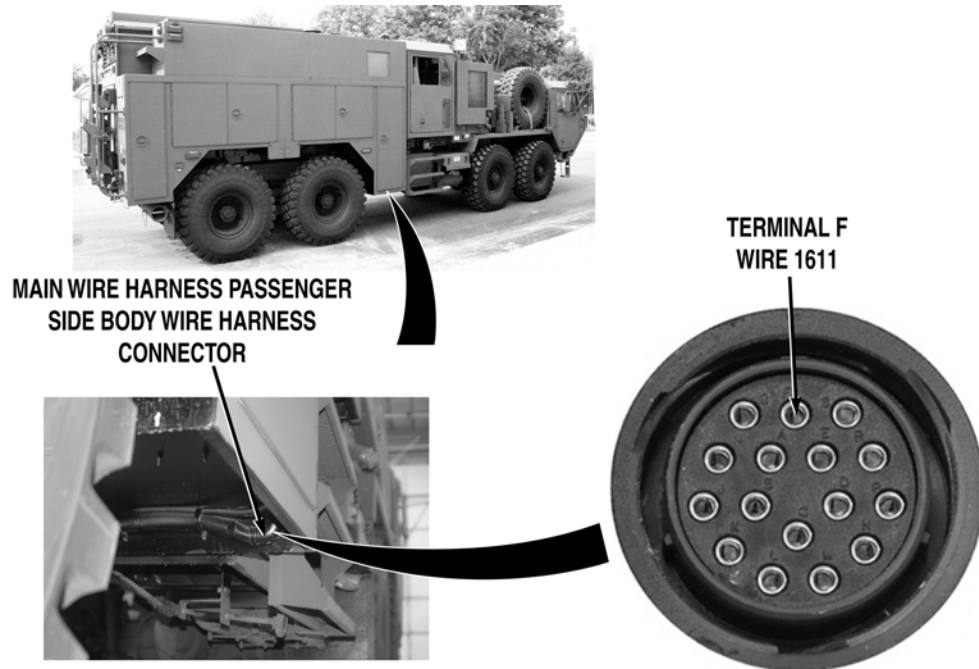 TERMINAL F
WIRE 1611
MAIN WIRE HARNESS PASSENGER
SIDE BODY WIRE HARNESS
CONNECTOR